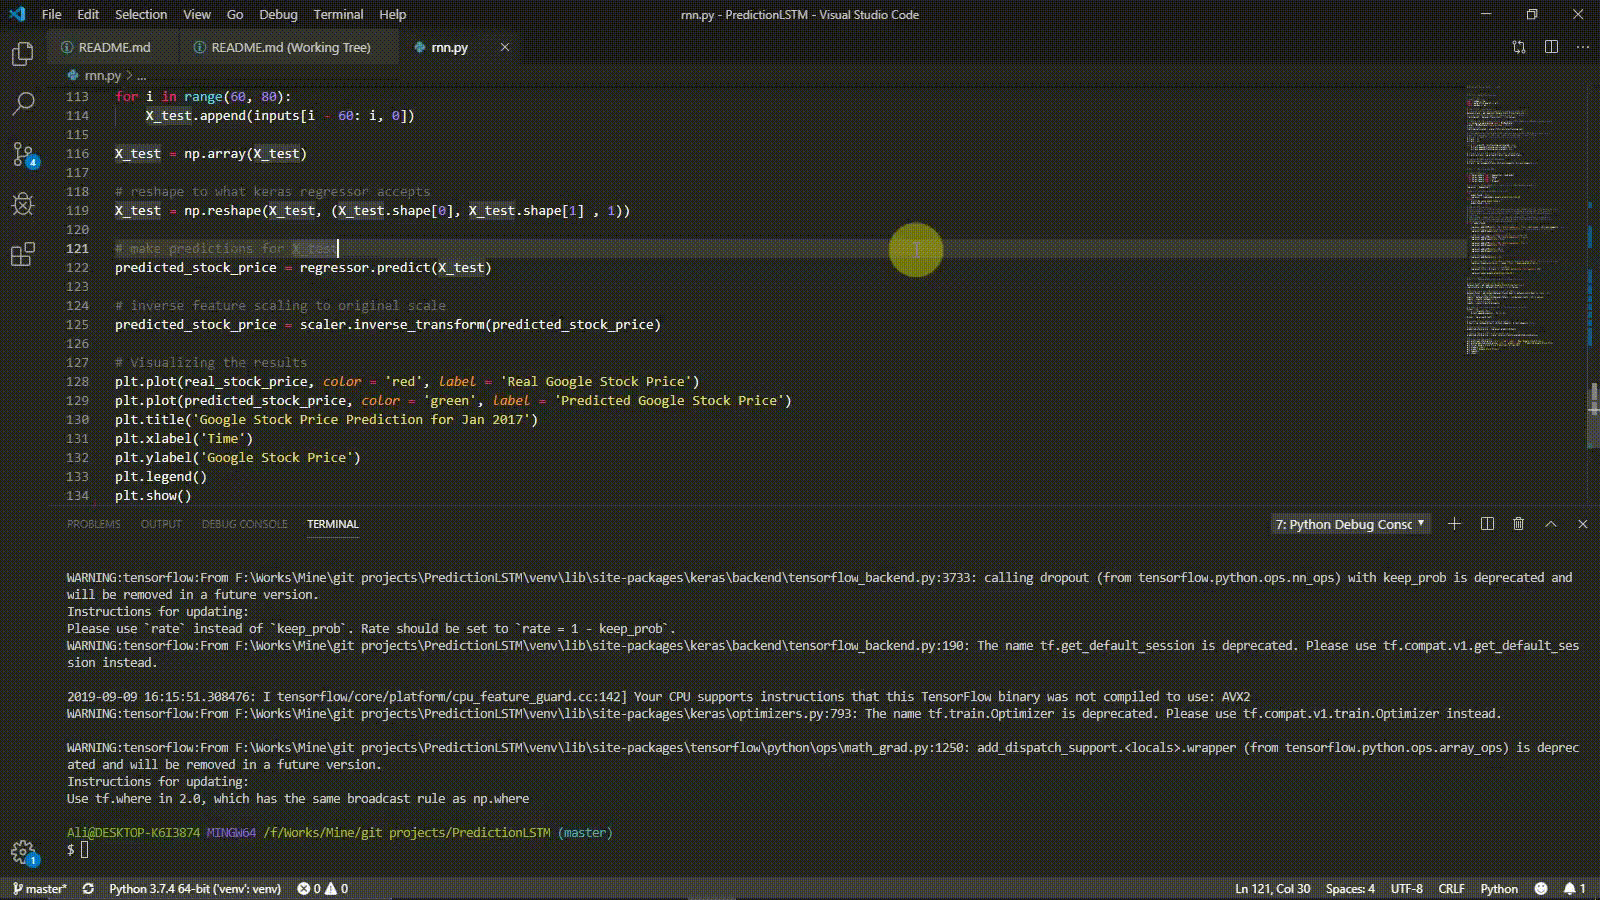 File Edit Selection View Go Debug Terminal Help
rnn.py - PredictionLSTM - Visual Studio Code
README.md
README.md (Working Tree)
rnn.py
rnn.py > ...
113 for i in range(60, 80):
114 X_test.append(inputs[i - 60: i, 0])
115
116 X_test = np.array(X_test)
117
118 # reshape to what keras regressor accepts
119 X_test = np.reshape(X_test, (X_test.shape[0], X_test.shape[1] , 1))
120
121 # make predictions for X_test
122 predicted_stock_price = regressor.predict(X_test)
123
124 # inverse feature scaling to original scale
125 predicted_stock_price = scaler.inverse_transform(predicted_stock_price)
126
127 # Visualizing the results
128 plt.plot(real_stock_price, color = 'red', label = 'Real Google Stock Price')
129 plt.plot(predicted_stock_price, color = 'green', label = 'Predicted Google Stock Price')
130 plt.title('Google Stock Price Prediction for Jan 2017')
131 plt.xlabel('Time')
132 plt.ylabel('Google Stock Price')
133 plt.legend()
134 plt.show()
4
PROBLEMS OUTPUT DEBUG CONSOLE TERMINAL
7: Python Debug Consc
WARNING:tensorflow:From F:\Works\Mine\git projects\PredictionLSTM\venv\lib\site-packages\keras\backend\tensorflow_backend.py:3733: calling dropout (from tensorflow.python.ops.nn_ops) with keep_prob is deprecated and
will be removed in a future version.
Instructions for updating:
Please use `rate` instead of `keep_prob`. Rate should be set to `rate = 1 - keep_prob`.
WARNING:tensorflow:From F:\Works\Mine\git projects\PredictionLSTM\venv\lib\site-packages\keras\backend\tensorflow_backend.py:190: The name tf.get_default_session is deprecated. Please use tf.compat.v1.get_default_ses
sion instead.
2019-09-09 16:15:51.308476: I tensorflow/core/platform/cpu_feature_guard.cc:142] Your CPU supports instructions that this TensorFlow binary was not compiled to use: AVX2
WARNING:tensorflow:From F:\Works\Mine\git projects\PredictionLSTM\venv\lib\site-packages\keras\optimizers.py:793: The name tf.train.Optimizer is deprecated. Please use tf.compat.v1.train.Optimizer instead.
WARNING:tensorflow:From F:\Works\Mine\git projects\PredictionLSTM\venv\lib\site-packages\tensorflow\python\ops\math_grad.py:1250: add_dispatch_support.<locals>.wrapper (from tensorflow.python.ops.array_ops) is deprec
ated and will be removed in a future version.
Instructions for updating:
Use tf.where in 2.0, which has the same broadcast rule as np.where
Ali@DESKTOP-K6I3874 MINGW64 /f/Works/Mine/git projects/PredictionLSTM (master)
$
1
master* Python 3.7.4 64-bit ('venv': venv) 0 0
Ln 121, Col 30 Spaces: 4 UTF-8 CRLF Python 1